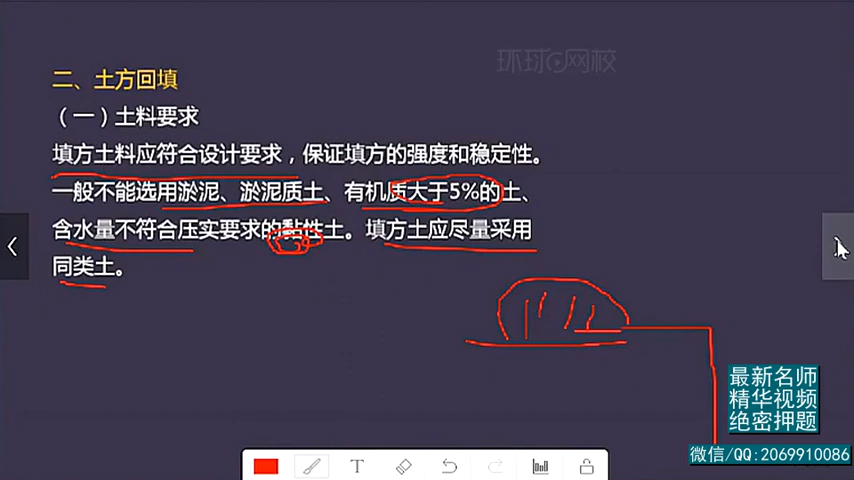 环球网校
二、土方回填
（一）土料要求
填方土料应符合设计要求，保证填方的强度和稳定性。
一般不能选用淤泥、淤泥质土、有机质大于5%的土、
含水量不符合压实要求的黏性土。填方土应尽量采用
同类土。
最新名师
精华视频
绝密押题
微信/QQ:2069910086
T